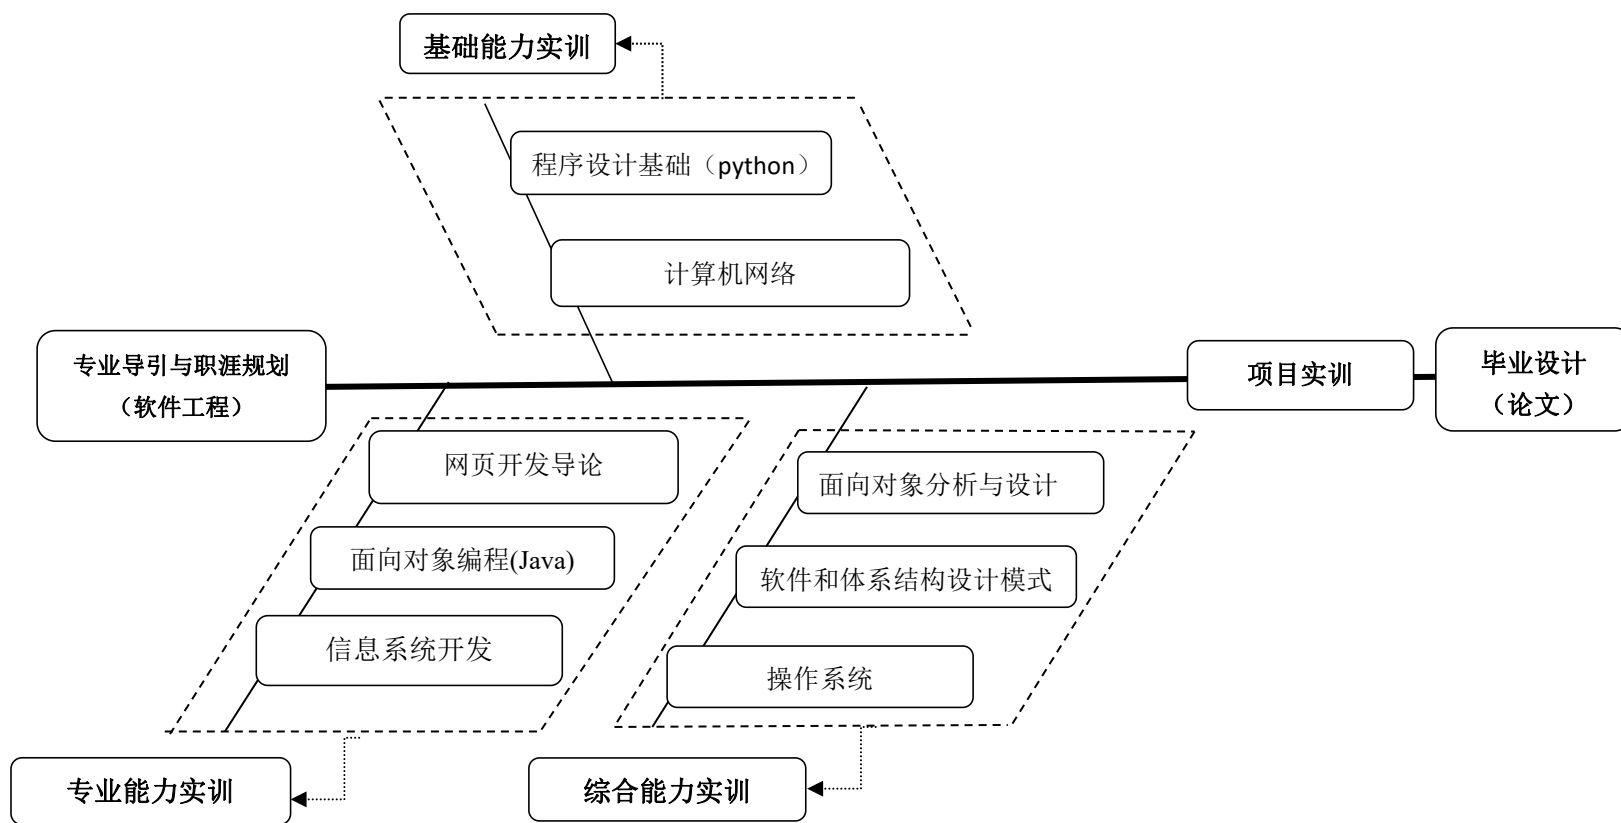 基础能力实训
程序设计基础（python）
计算机网络
专业导引与职涯规划
（软件工程）
项目实训
毕业设计
（论文）
网页开发导论
面向对象编程(Java)
信息系统开发
面向对象分析与设计
软件和体系结构设计模式
操作系统
专业能力实训
综合能力实训